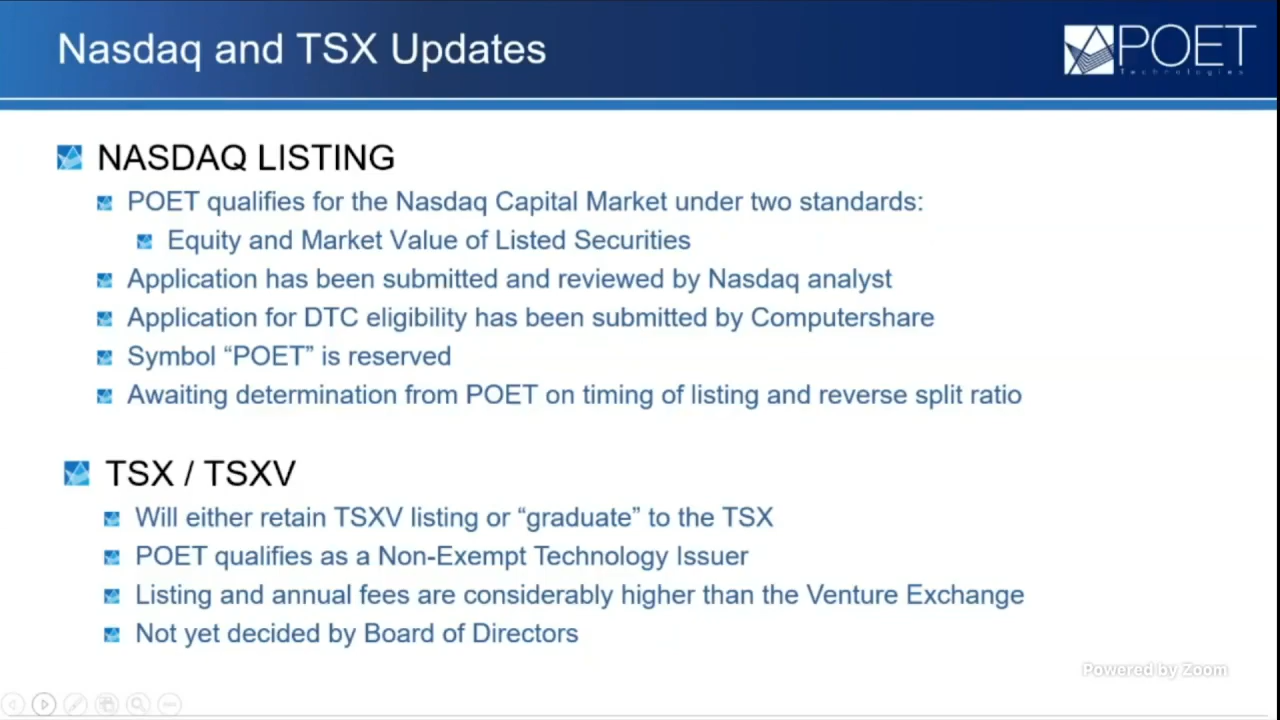 Nasdaq and TSX Updates
POET
Technologies
NASDAQ LISTING
POET qualifies for the Nasdaq Capital Market under two standards:
Equity and Market Value of Listed Securities
Application has been submitted and reviewed by Nasdaq analyst
Application for DTC eligibility has been submitted by Computershare
Symbol “POET” is reserved
Awaiting determination from POET on timing of listing and reverse split ratio
TSX / TSXV
Will either retain TSXV listing or “graduate” to the TSX
POET qualifies as a Non-Exempt Technology Issuer
Listing and annual fees are considerably higher than the Venture Exchange
Not yet decided by Board of Directors
Powered by Zoom